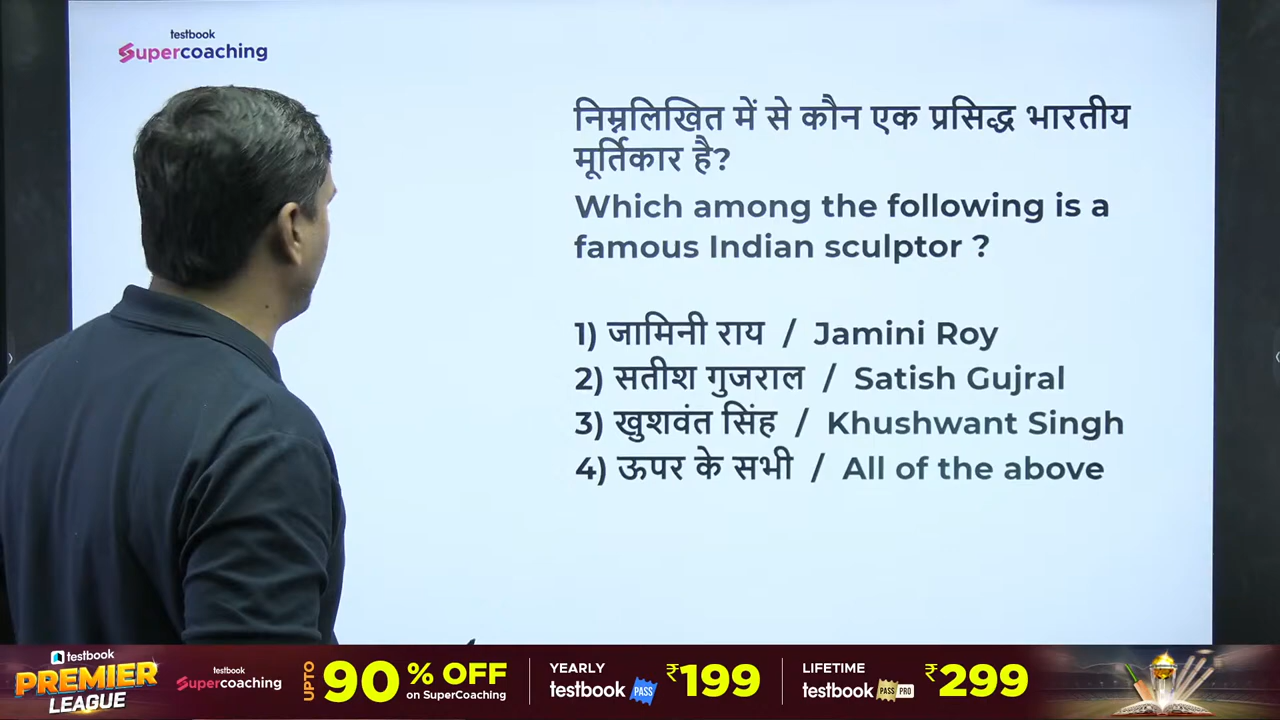 testbook
Supercoaching
निम्नलिखित में से कौन एक प्रसिद्ध भारतीय
मूर्तिकार है?
Which among the following is a
famous Indian sculptor ?
1) जामिनी राय / Jamini Roy
2) सतीश गुजराल / Satish Gujral
3) खुशवंत सिंह / Khushwant Singh
4) ऊपर के सभी / All of the above
testbook
PREMIER
LEAGUE
testbook
Supercoaching
UPTO 90 % OFF
on SuperCoaching
YEARLY
testbook PASS
₹199
LIFETIME
testbook PASS PRO
₹299